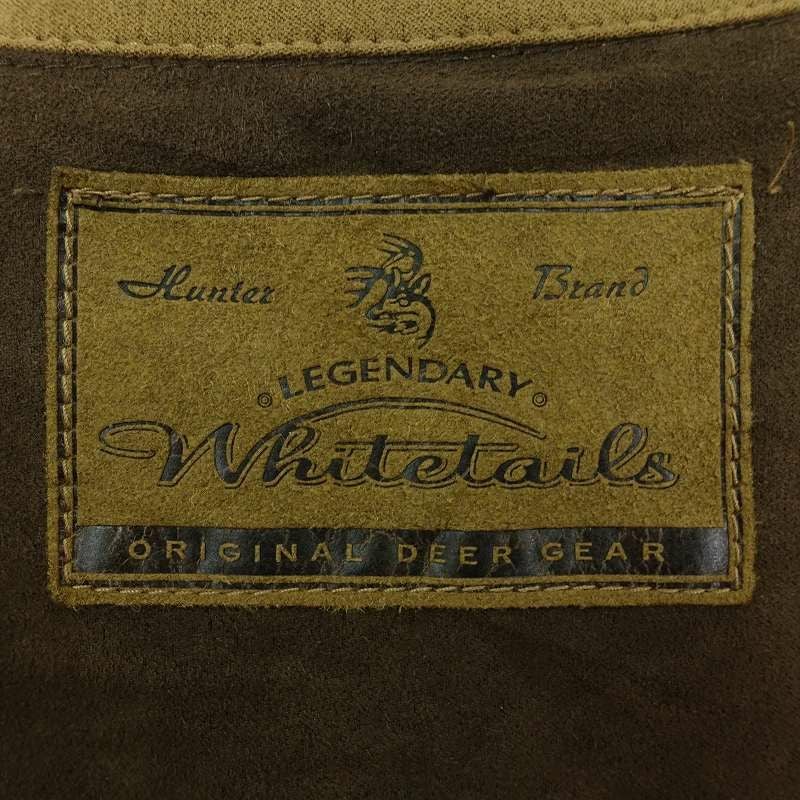 Hunter Brand
LEGENDARY
Whitetails
ORIGINAL DEER GEAR